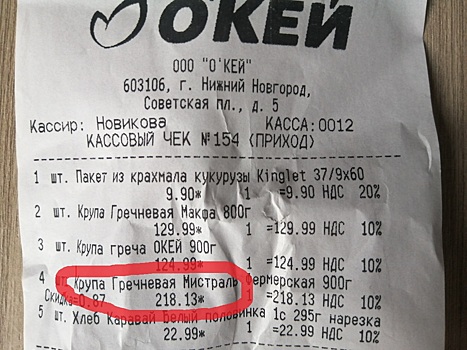 О'КЕЙ
ООО "О'КЕЙ"
603106, г. Нижний Новгород,
Советская пл., д. 5
Кассир: Новикова КАССА:0012
КАССОВЫЙ ЧЕК №154 (ПРИХОД)
1 шт. Пакет из крахмала кукурузы Kinglet 37/9х60
9.90* 1 =9.90 НДС 20%
2 шт. Крупа Гречневая Макфа 800г
129.99* 1 =129.99 НДС 10%
3 шт. Крупа греча ОКЕЙ 900г
124.99* 1 =124.99 НДС 10%
4 шт. Крупа Гречневая Мистраль Фермерская 900г
Скидка=0.87 218.13* 1 =218.13 НДС 10%
5 шт. Хлеб Каравай Белый половинка 1с 295г нарезка
22.99* 1 =22.99 НДС 10%